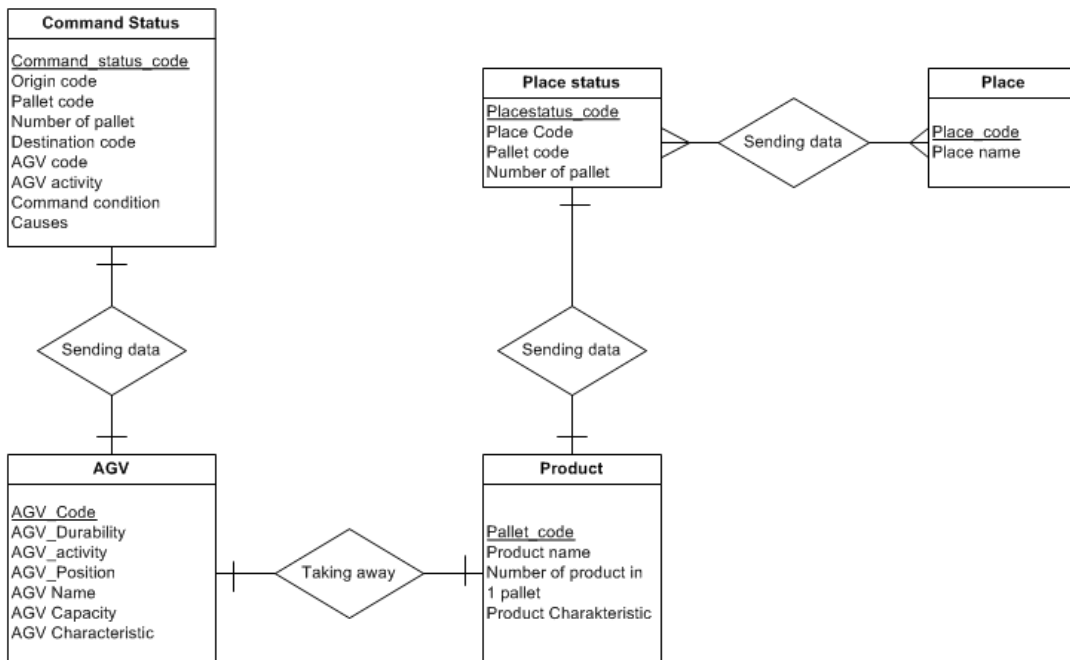 Command Status
Command_status_code
Origin code
Pallet code
Number of pallet
Destination code
AGV code
AGV activity
Command condition
Causes
Place status
Placestatus_code
Place Code
Pallet code
Number of pallet
Sending data
Place
Place_code
Place name
Sending data
Sending data
AGV
AGV_Code
AGV_Durability
AGV_activity
AGV_Position
AGV Name
AGV Capacity
AGV Characteristic
Taking away
Product
Pallet_code
Product name
Number of product in
1 pallet
Product Charakteristic